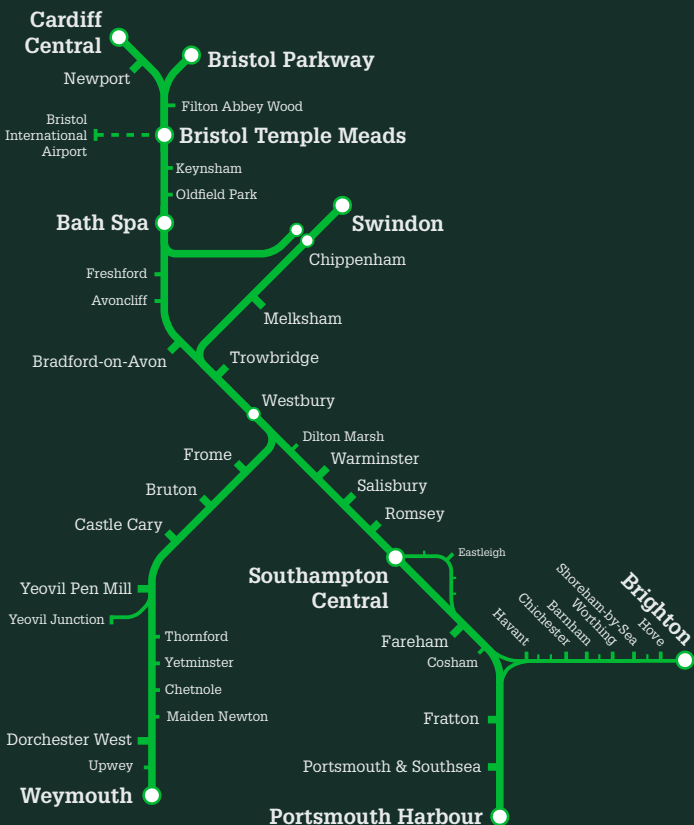 Cardiff
Central
Bristol Parkway
Newport
Filton Abbey Wood
Bristol
International
Airport
Bristol Temple Meads
Keynsham
Oldfield Park
Bath Spa
Swindon
Chippenham
Freshford
Avoncliff
Melksham
Bradford-on-Avon
Trowbridge
Westbury
Dilton Marsh
Frome
Warminster
Bruton
Salisbury
Castle Cary
Romsey
Southampton
Central
Eastleigh
Yeovil Pen Mill
Yeovil Junction
Fareham
Cosham
Havant
Chichester
Barnham
Worthing
Shoreham-by-Sea
Hove
Brighton
Thornford
Yetminster
Chetnole
Maiden Newton
Fratton
Dorchester West
Upwey
Portsmouth & Southsea
Weymouth
Portsmouth Harbour